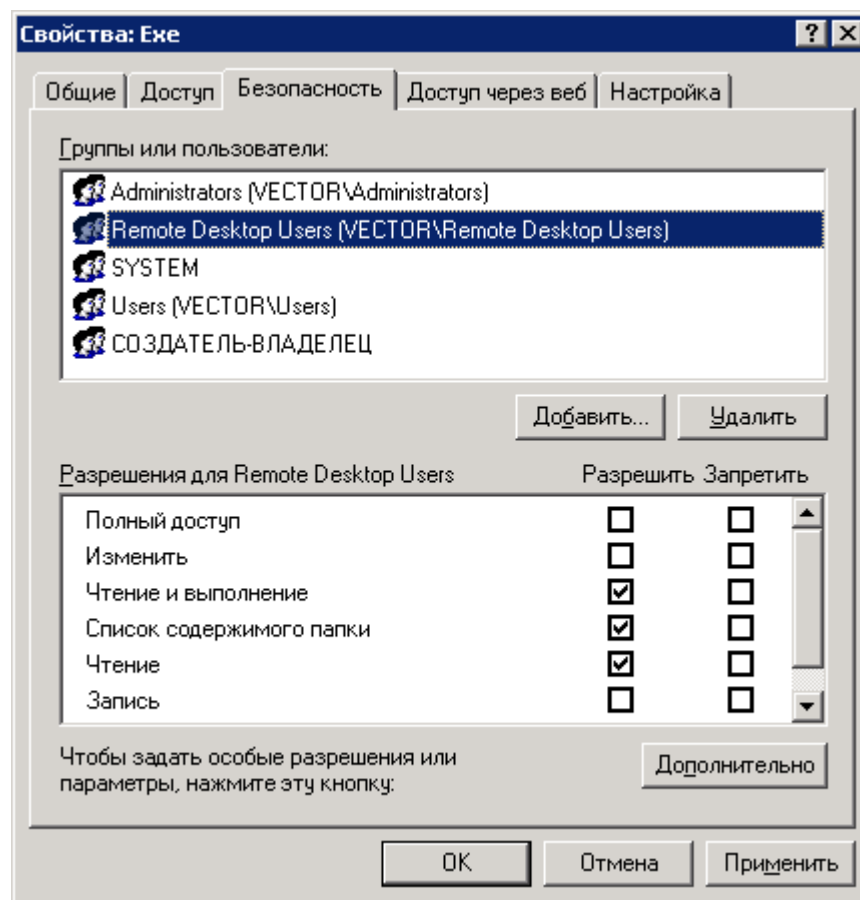 Свойства: Exe
Общие Доступ Безопасность Доступ через веб Настройка
Группы или пользователи:
Administrators (VECTOR\Administrators)
Remote Desktop Users (VECTOR\Remote Desktop Users)
SYSTEM
Users (VECTOR\Users)
СОЗДАТЕЛЬ-ВЛАДЕЛЕЦ
Добавить... Удалить
Разрешения для Remote Desktop Users Разрешить Запретить
Полный доступ
Изменить
Чтение и выполнение
Список содержимого папки
Чтение
Запись
Чтобы задать особые разрешения или
параметры, нажмите эту кнопку:
Дополнительно
OK Отмена Применить